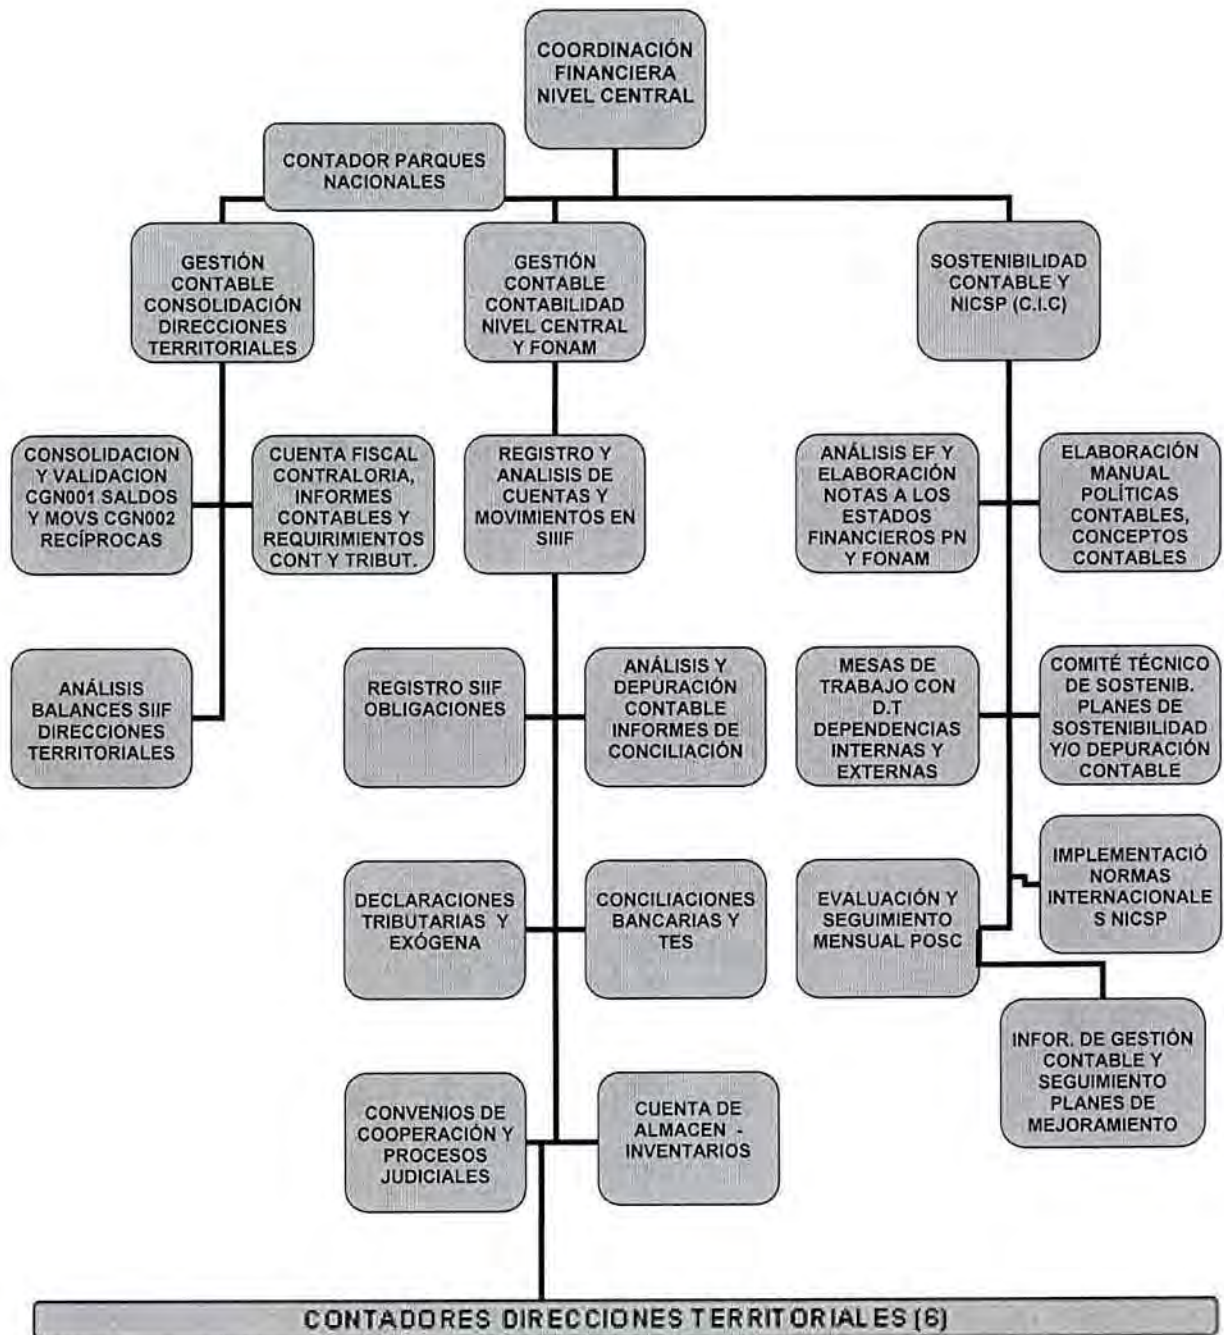 COORDINACIÓN
FINANCIERA
NIVEL CENTRAL
CONTADOR PARQUES
NACIONALES
GESTIÓN
CONTABLE
CONSOLIDACIÓN
DIRECCIONES
TERRITORIALES
GESTIÓN
CONTABLE
CONTABILIDAD
NIVEL CENTRAL
Y FONAM
SOSTENIBILIDAD
CONTABLE Y
NICSP (C.I.C)
CONSOLIDACION
Y VALIDACION
CGN001 SALDOS
Y MOVS CGN002
RECÍPROCAS
CUENTA FISCAL
CONTRALORIA,
INFORMES
CONTABLES Y
REQUIRIMIENTOS
CONT Y TRIBUT.
REGISTRO Y
ANALISIS DE
CUENTAS Y
MOVIMIENTOS EN
SIIIF
ANÁLISIS EF Y
ELABORACIÓN
NOTAS A LOS
ESTADOS
FINANCIEROS PN
Y FONAM
ELABORACIÓN
MANUAL
POLÍTICAS
CONTABLES,
CONCEPTOS
CONTABLES
ANÁLISIS
BALANCES SIIF
DIRECCIONES
TERRITORIALES
REGISTRO SIIF
OBLIGACIONES
ANÁLISIS Y
DEPURACIÓN
CONTABLE
INFORMES DE
CONCILIACIÓN
MESAS DE
TRABAJO CON
D.T
DEPENDENCIAS
INTERNAS Y
EXTERNAS
COMITÉ TÉCNICO
DE SOSTENIB.
PLANES DE
SOSTENIBILIDAD
Y/O DEPURACIÓN
CONTABLE
DECLARACIONES
TRIBUTARIAS Y
EXÓGENA
CONCILIACIONES
BANCARIAS Y
TES
EVALUACIÓN Y
SEGUIMIENTO
MENSUAL POSC
IMPLEMENTACIÓ
NORMAS
INTERNACIONALE
S NICSP
CONVENIOS DE
COOPERACIÓN Y
PROCESOS
JUDICIALES
CUENTA DE
ALMACEN -
INVENTARIOS
INFOR. DE GESTIÓN
CONTABLE Y
SEGUIMIENTO
PLANES DE
MEJORAMIENTO
CONTADORES DIRECCIONES TERRITORIALES (6)